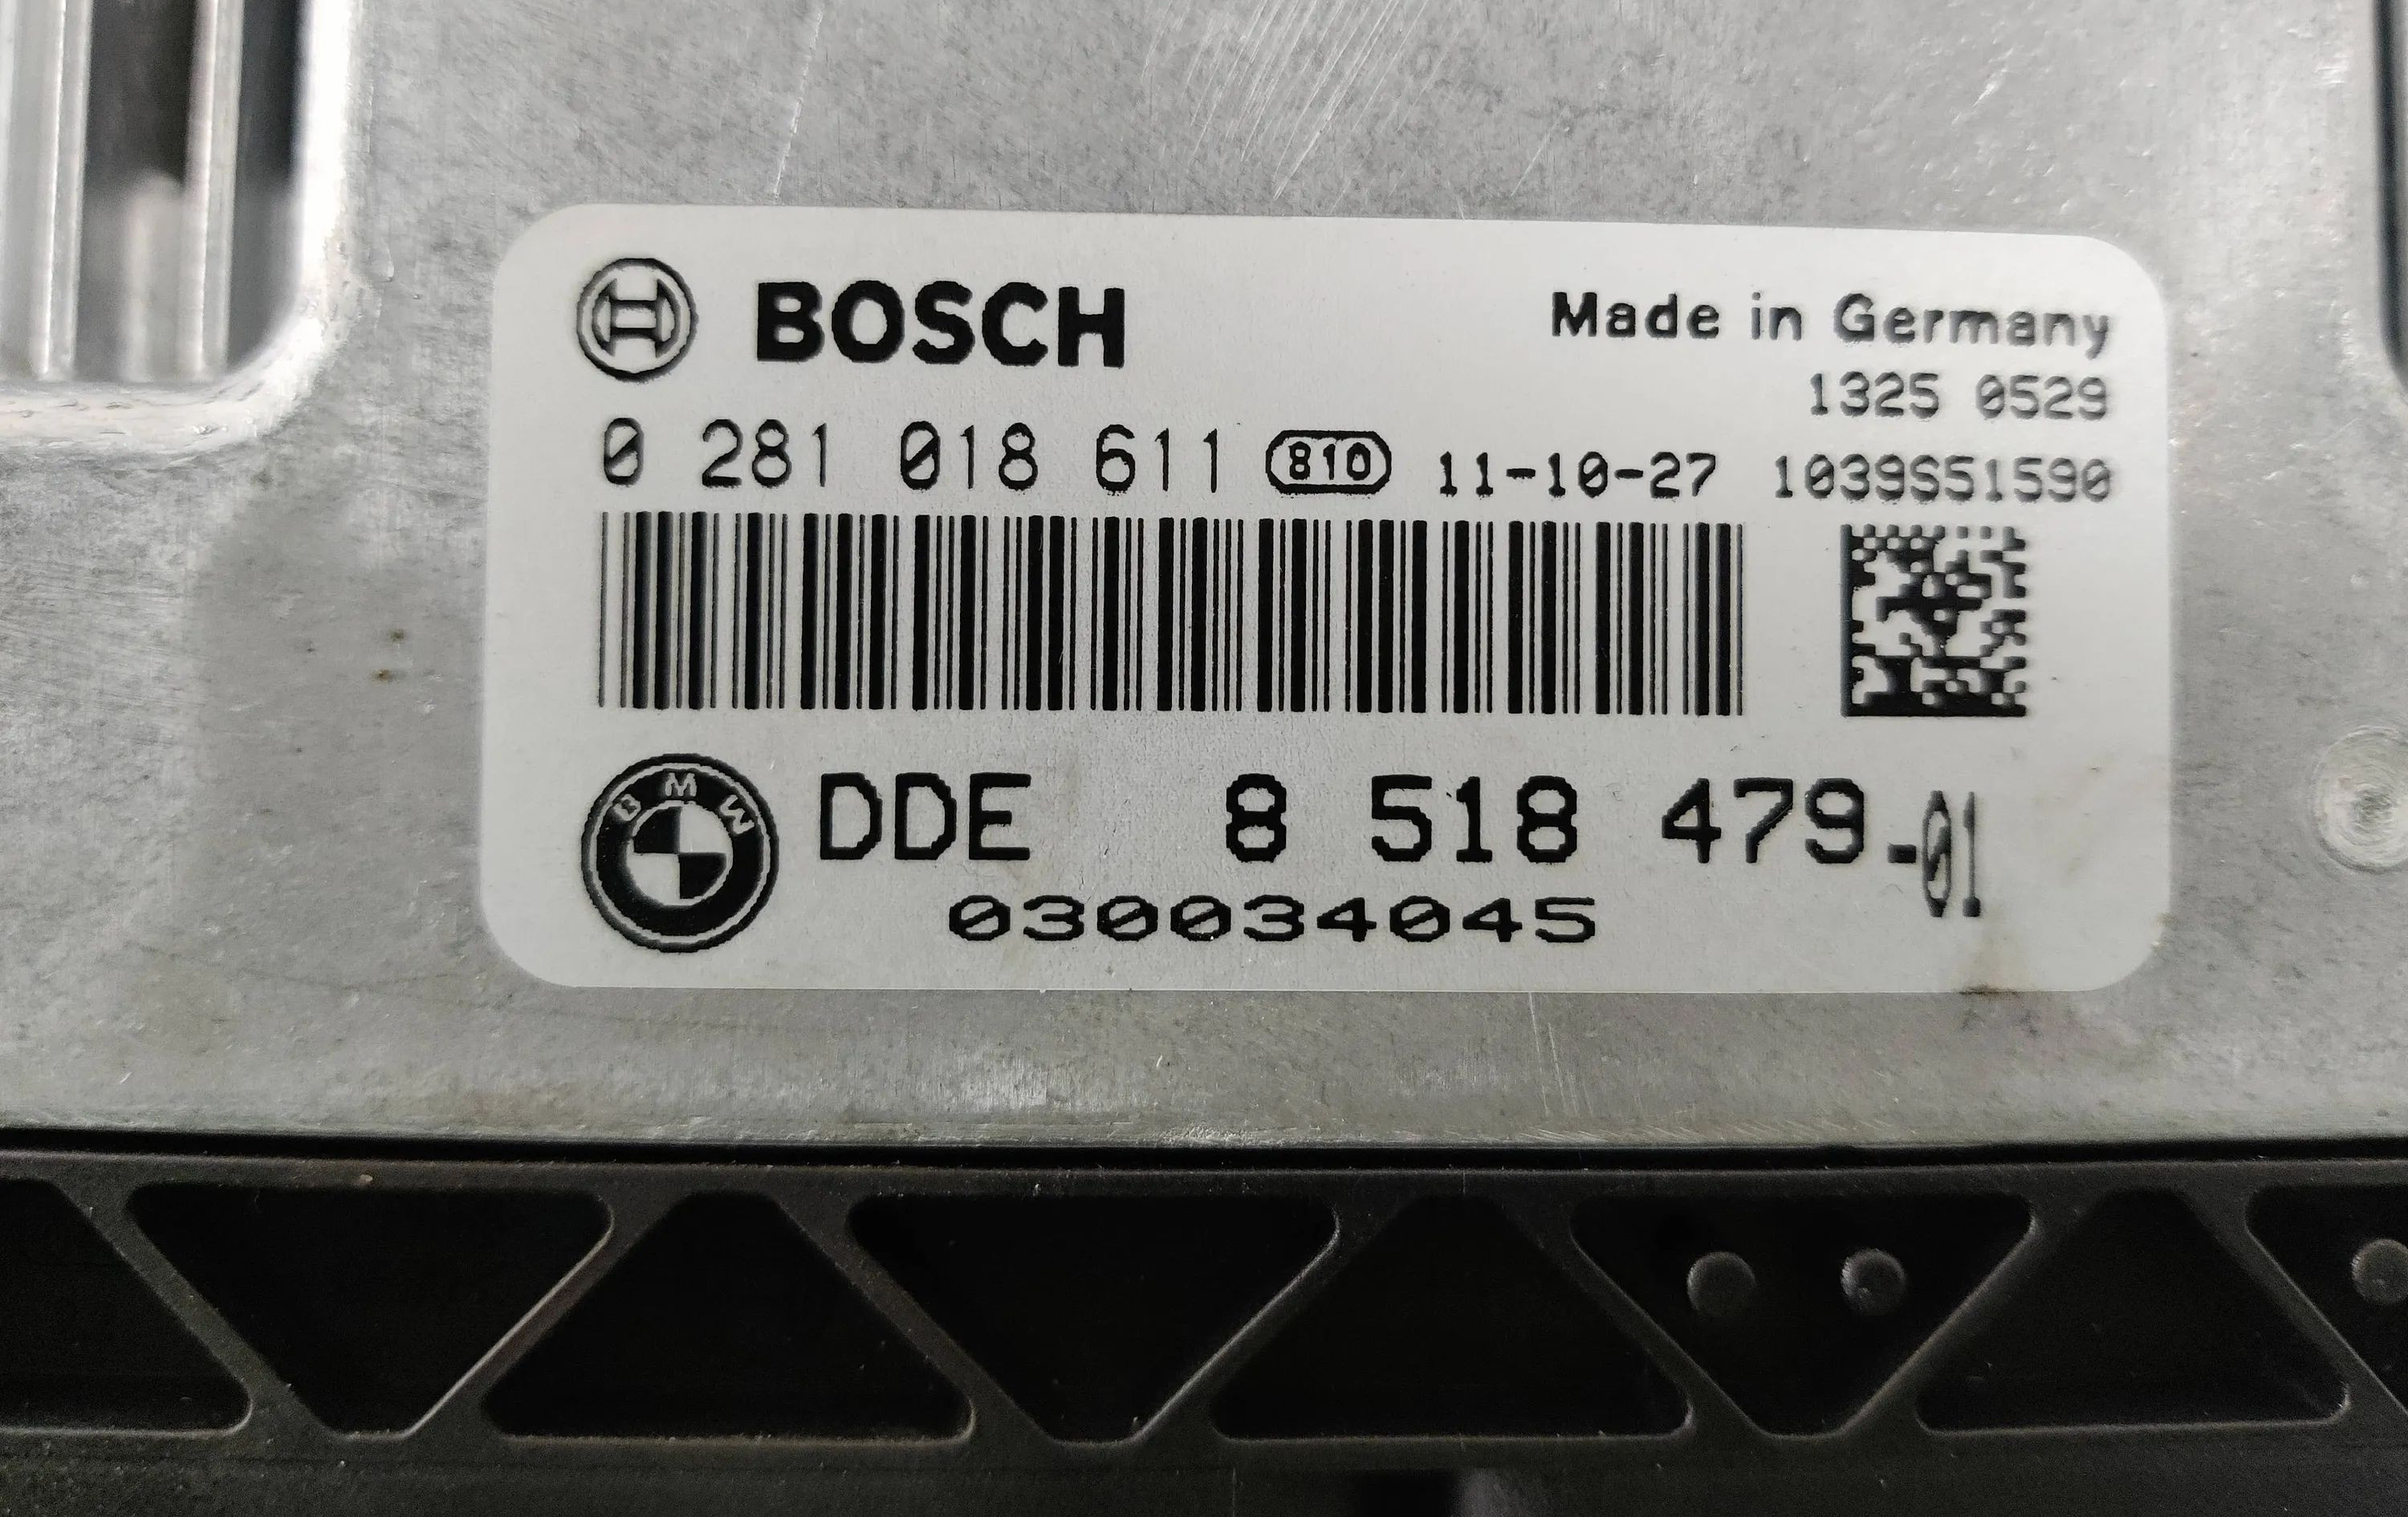 BOSCH
Made in Germany
1325 0529
0 281 018 611 810 11-10-27 1039S51590
BMW
DDE 8 518 479-01
030034045